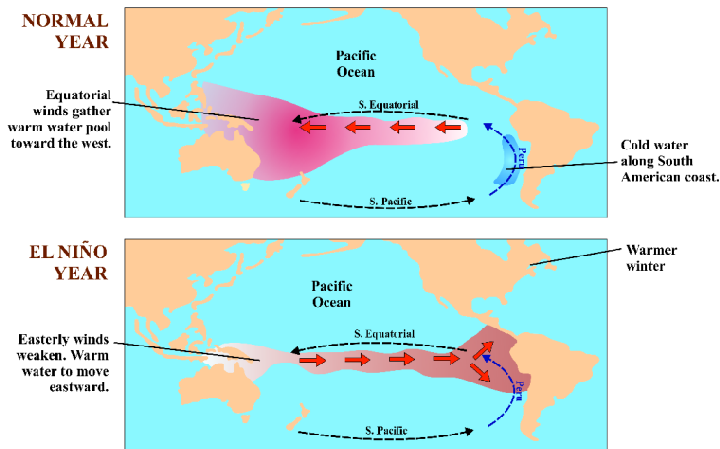 NORMAL
YEAR
Pacific
Ocean
Equatorial
winds gather
warm water pool
toward the west.
S. Equatorial
Peru
Cold water
along South
American coast.
S. Pacific
EL NIÑO
YEAR
Warmer
winter
Pacific
Ocean
Easterly winds
weaken. Warm
water to move
eastward.
S. Equatorial
Peru
S. Pacific